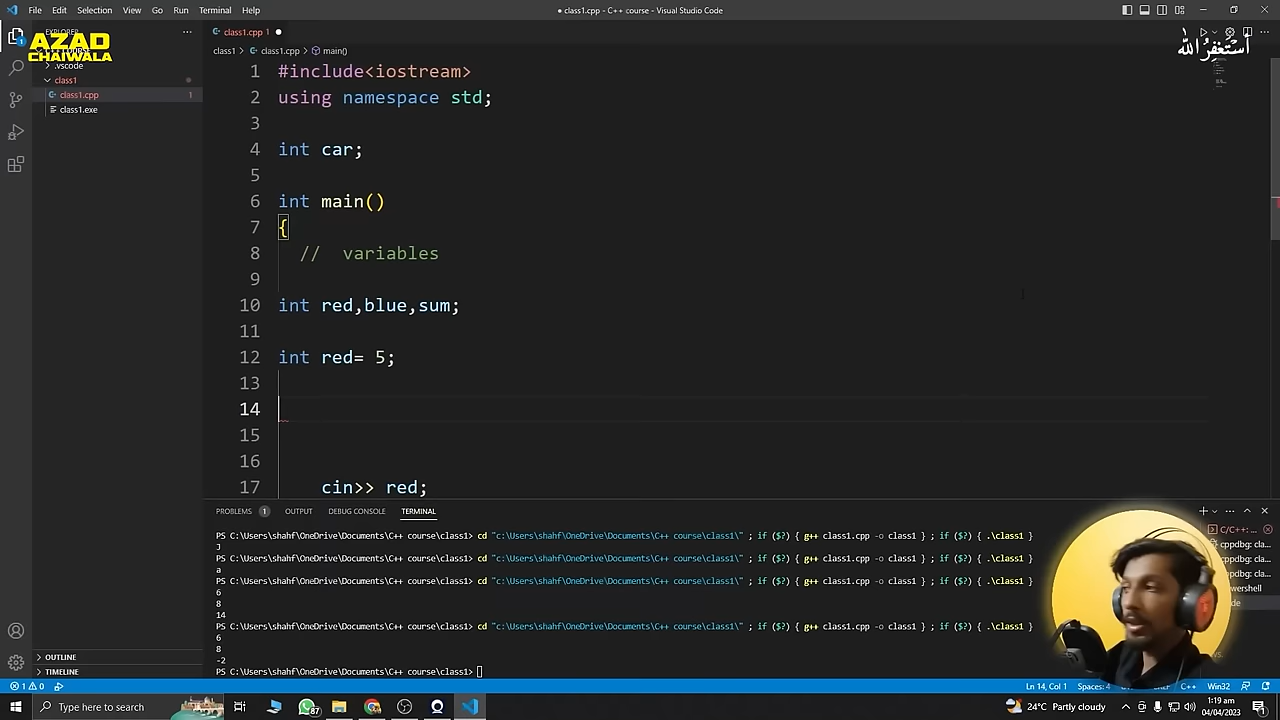 File Edit Selection View Go Run Terminal Help
● class1.cpp - C++ course - Visual Studio Code
AZAD
CHAIWALA
أستغفر الله
class1.cpp 1 ●
class1 > class1.cpp > main()
.vscode
class1
class1.cpp 1
class1.exe
1 #include<iostream>
2 using namespace std;
3
4 int car;
5
6 int main()
7 {
8 // variables
9
10 int red,blue,sum;
11
12 int red= 5;
13
14
15
16
17 cin>> red;
PROBLEMS 1 OUTPUT DEBUG CONSOLE TERMINAL
PS C:\Users\shahf\OneDrive\Documents\C++ course\class1> cd "c:\Users\shahf\OneDrive\Documents\C++ course\class1\" ; if ($?) { g++ class1.cpp -o class1 } ; if ($?) { .\class1 }
J
PS C:\Users\shahf\OneDrive\Documents\C++ course\class1> cd "c:\Users\shahf\OneDrive\Documents\C++ course\class1\" ; if ($?) { g++ class1.cpp -o class1 } ; if ($?) { .\class1 }
a
PS C:\Users\shahf\OneDrive\Documents\C++ course\class1> cd "c:\Users\shahf\OneDrive\Documents\C++ course\class1\" ; if ($?) { g++ class1.cpp -o class1 } ; if ($?) { .\class1 }
6
8
14
PS C:\Users\shahf\OneDrive\Documents\C++ course\class1> cd "c:\Users\shahf\OneDrive\Documents\C++ course\class1\" ; if ($?) { g++ class1.cpp -o class1 } ; if ($?) { .\class1 }
6
8
-2
PS C:\Users\shahf\OneDrive\Documents\C++ course\class1>
C/C++: ...
cppdbg: cla...
cppdbg: cla...
OUTLINE
TIMELINE
1 0
Ln 14, Col 1 Spaces: 4 C++ Win32
Type here to search
87
24°C Partly cloudy
1:19 am
04/04/2023